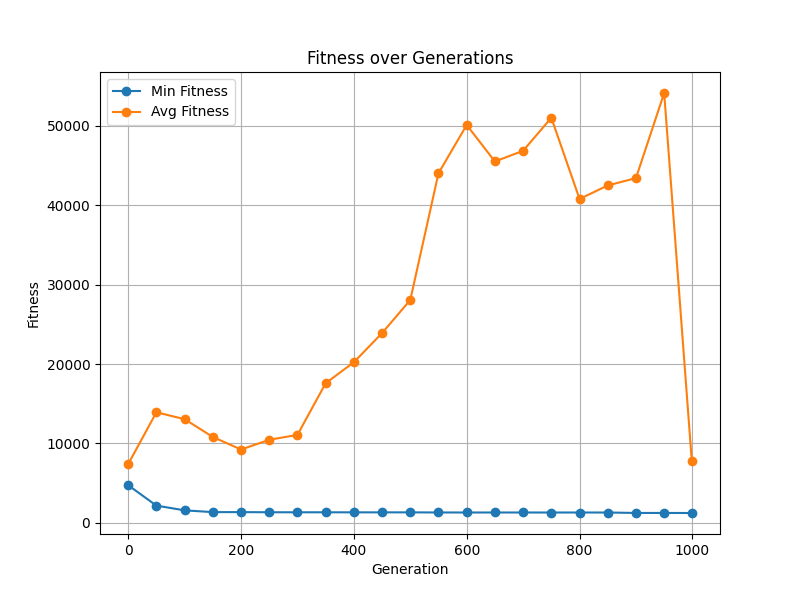 Fitness over Generations
Min Fitness
Avg Fitness
50000
40000
30000
20000
10000
0
Fitness
0 200 400 600 800 1000
Generation